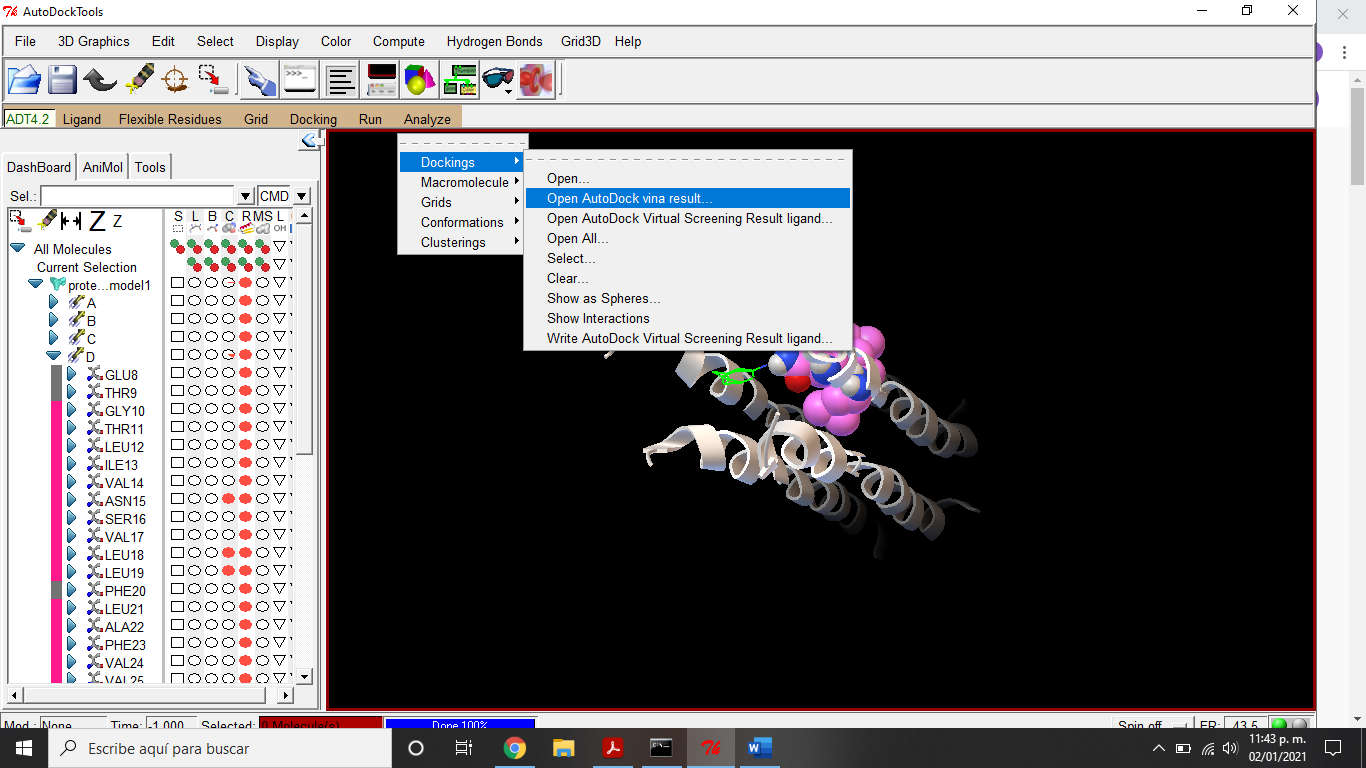 AutoDockTools
File 3D Graphics Edit Select Display Color Compute Hydrogen Bonds Grid3D Help
>>>
ADT4.2 Ligand Flexible Residues Grid Docking Run Analyze
DashBoard AniMol Tools
Sel.: CMD
Z Z
S L B C R MS L
OH
All Molecules
Current Selection
prote...model1
A
B
C
D
GLU8
THR9
GLY10
THR11
LEU12
ILE13
VAL14
ASN15
SER16
VAL17
LEU18
LEU19
PHE20
LEU21
ALA22
PHE23
VAL24
VAL25
Dockings
Macromolecule
Grids
Conformations
Clusterings
Open...
Open AutoDock vina result...
Open AutoDock Virtual Screening Result ligand...
Open All...
Select...
Clear...
Show as Spheres...
Show Interactions
Write AutoDock Virtual Screening Result ligand...
Mod.: None Time: -1.000 Selected: 0 Molecule(s) Done 100% Spin off FR: 43.5
Escribe aquí para buscar
11:43 p. m.
02/01/2021